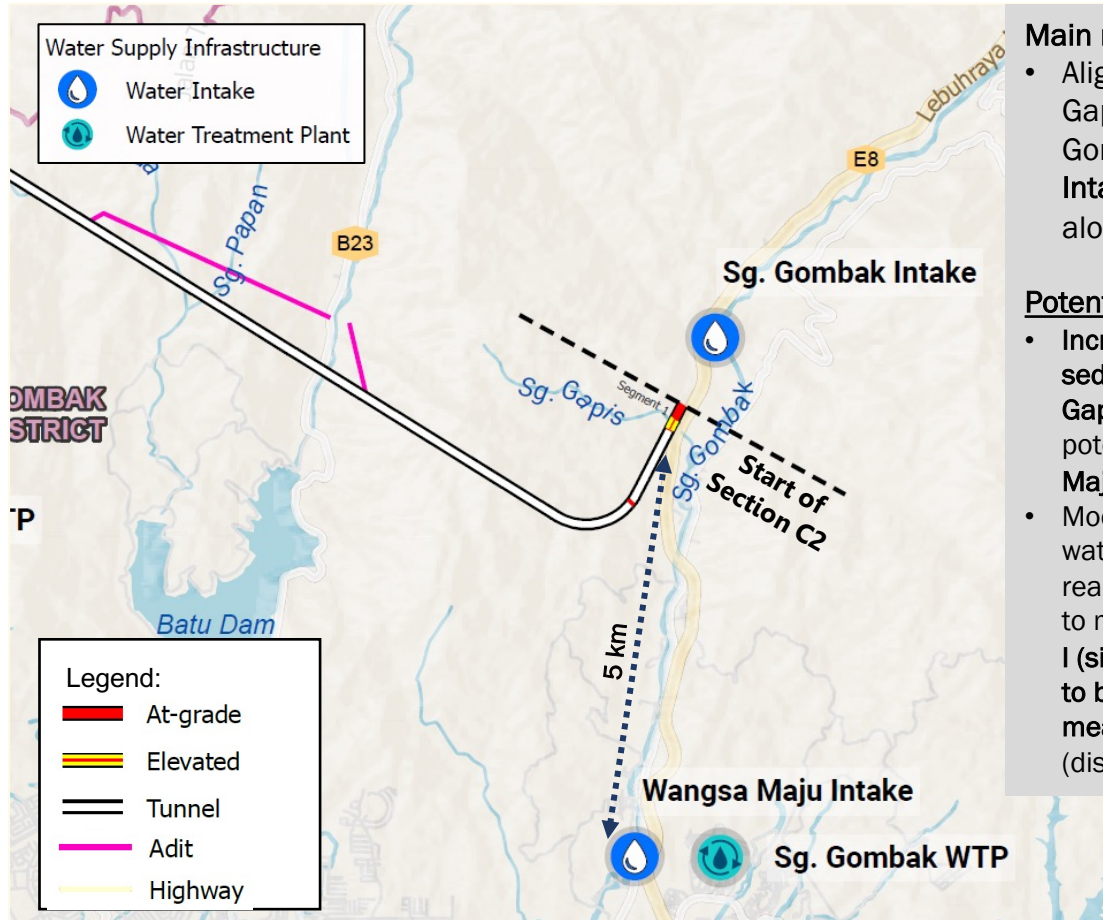 Water Supply Infrastructure
Water Intake
Water Treatment Plant
Sg. Papan
B23
E8
Lebuhraya
Sg. Gombak Intake
Sg. Gapis
Segment 1
Sg. Gombak
Start of
Section C2
OMBAK
STRICT
TP
Batu Dam
5 km
Wangsa Maju Intake
Sg. Gombak WTP
Legend:
At-grade
Elevated
Tunnel
Adit
Highway
Main
• Alig
Gap
Gor
Inta
alo
Potent
• Incr
sed
Gap
pote
Maj
• Mod
wat
rea
to m
I (si
to b
mea
(dis